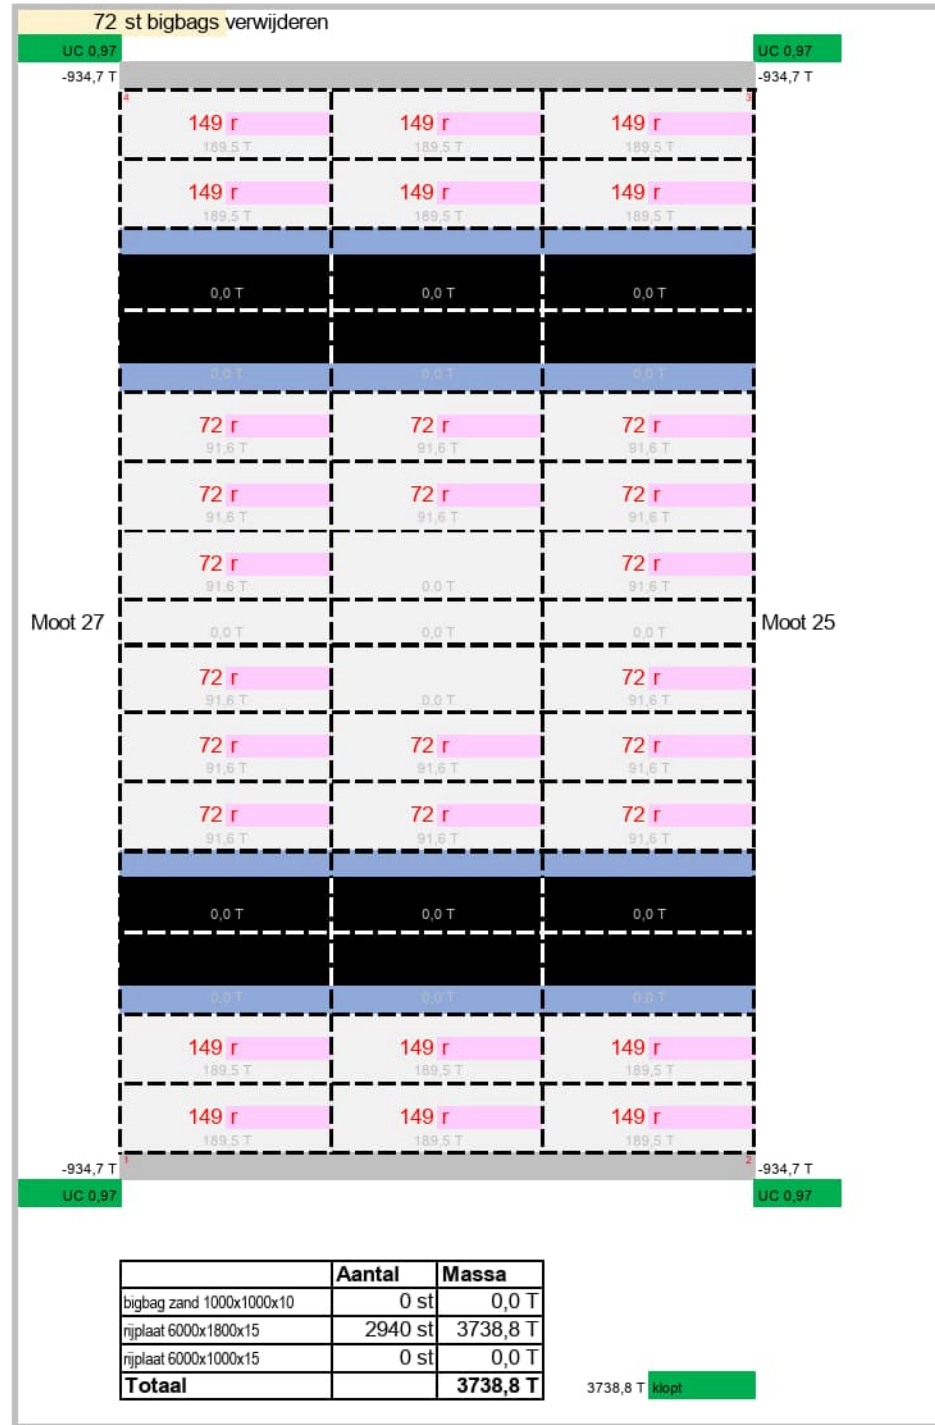 72 st bigbags verwijderen
UC 0,97 UC 0,97
-934,7 T -934,7 T
4 3
149 r 149 r 149 r
189,5 T 189,5 T 189,5 T
149 r 149 r 149 r
189,5 T 189,5 T 189,5 T
0,0 T 0,0 T 0,0 T
0,0 T 0,0 T 0,0 T
72 r 72 r 72 r
91,6 T 91,6 T 91,6 T
72 r 72 r 72 r
91,6 T 91,6 T 91,6 T
72 r 72 r
91,6 T 0,0 T 91,6 T
Moot 27 0,0 T 0,0 T 0,0 T Moot 25
72 r 72 r
91,6 T 0,0 T 91,6 T
72 r 72 r 72 r
91,6 T 91,6 T 91,6 T
72 r 72 r 72 r
91,6 T 91,6 T 91,6 T
0,0 T 0,0 T 0,0 T
0,0 T 0,0 T 0,0 T
149 r 149 r 149 r
189,5 T 189,5 T 189,5 T
149 r 149 r 149 r
189,5 T 189,5 T 189,5 T
-934,7 T 1 2 -934,7 T
UC 0,97 UC 0,97
Aantal Massa
bigbag zand 1000x1000x10 0 st 0,0 T
rijplaat 6000x1800x15 2940 st 3738,8 T
rijplaat 6000x1000x15 0 st 0,0 T
Totaal 3738,8 T 3738,8 T klopt